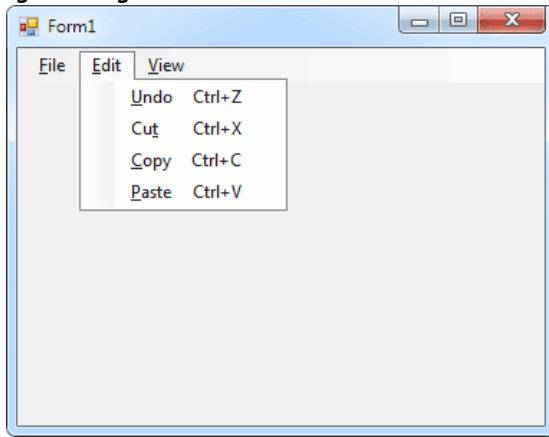 Form1
File Edit View
Undo Ctrl+Z
Cut Ctrl+X
Copy Ctrl+C
Paste Ctrl+V